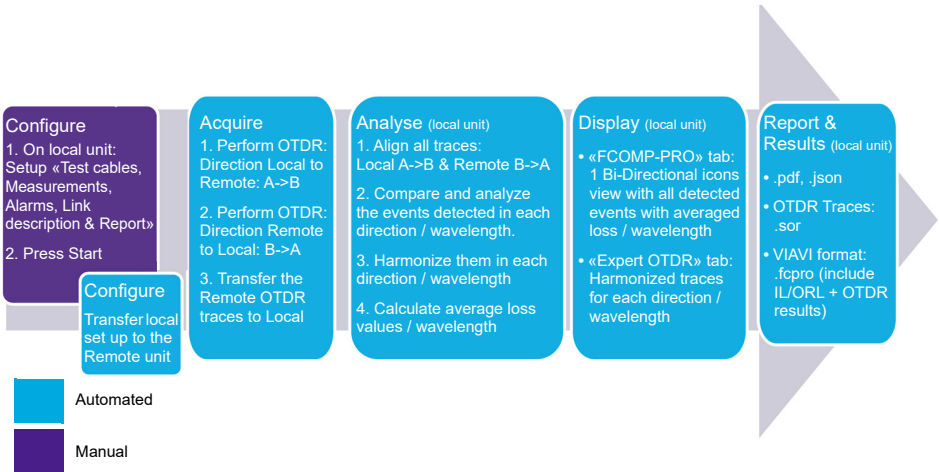 Configure
1. On local unit:
Setup «Test cables,
Measurements,
Alarms, Link
description & Report»
2. Press Start
Configure
Transfer local
set up to the
Remote unit
Acquire
1. Perform OTDR:
Direction Local to
Remote: A->B
2. Perform OTDR:
Direction Remote
to Local: B->A
3. Transfer the
Remote OTDR
traces to Local
Analyse (local unit)
1. Align all traces:
Local A->B & Remote B->A
2. Compare and analyze
the events detected in each
direction / wavelength.
3. Harmonize them in each
direction / wavelength
4. Calculate average loss
values / wavelength
Display (local unit)
• «FCOMP-PRO» tab:
1 Bi-Directional icons
view with all detected
events with averaged
loss / wavelength
• «Expert OTDR» tab:
Harmonized traces
for each direction /
wavelength
Report &
Results (local unit)
• .pdf, .json
• OTDR Traces:
.sor
• VIAVI format:
.fcpro (include
IL/ORL + OTDR
results)
Automated
Manual